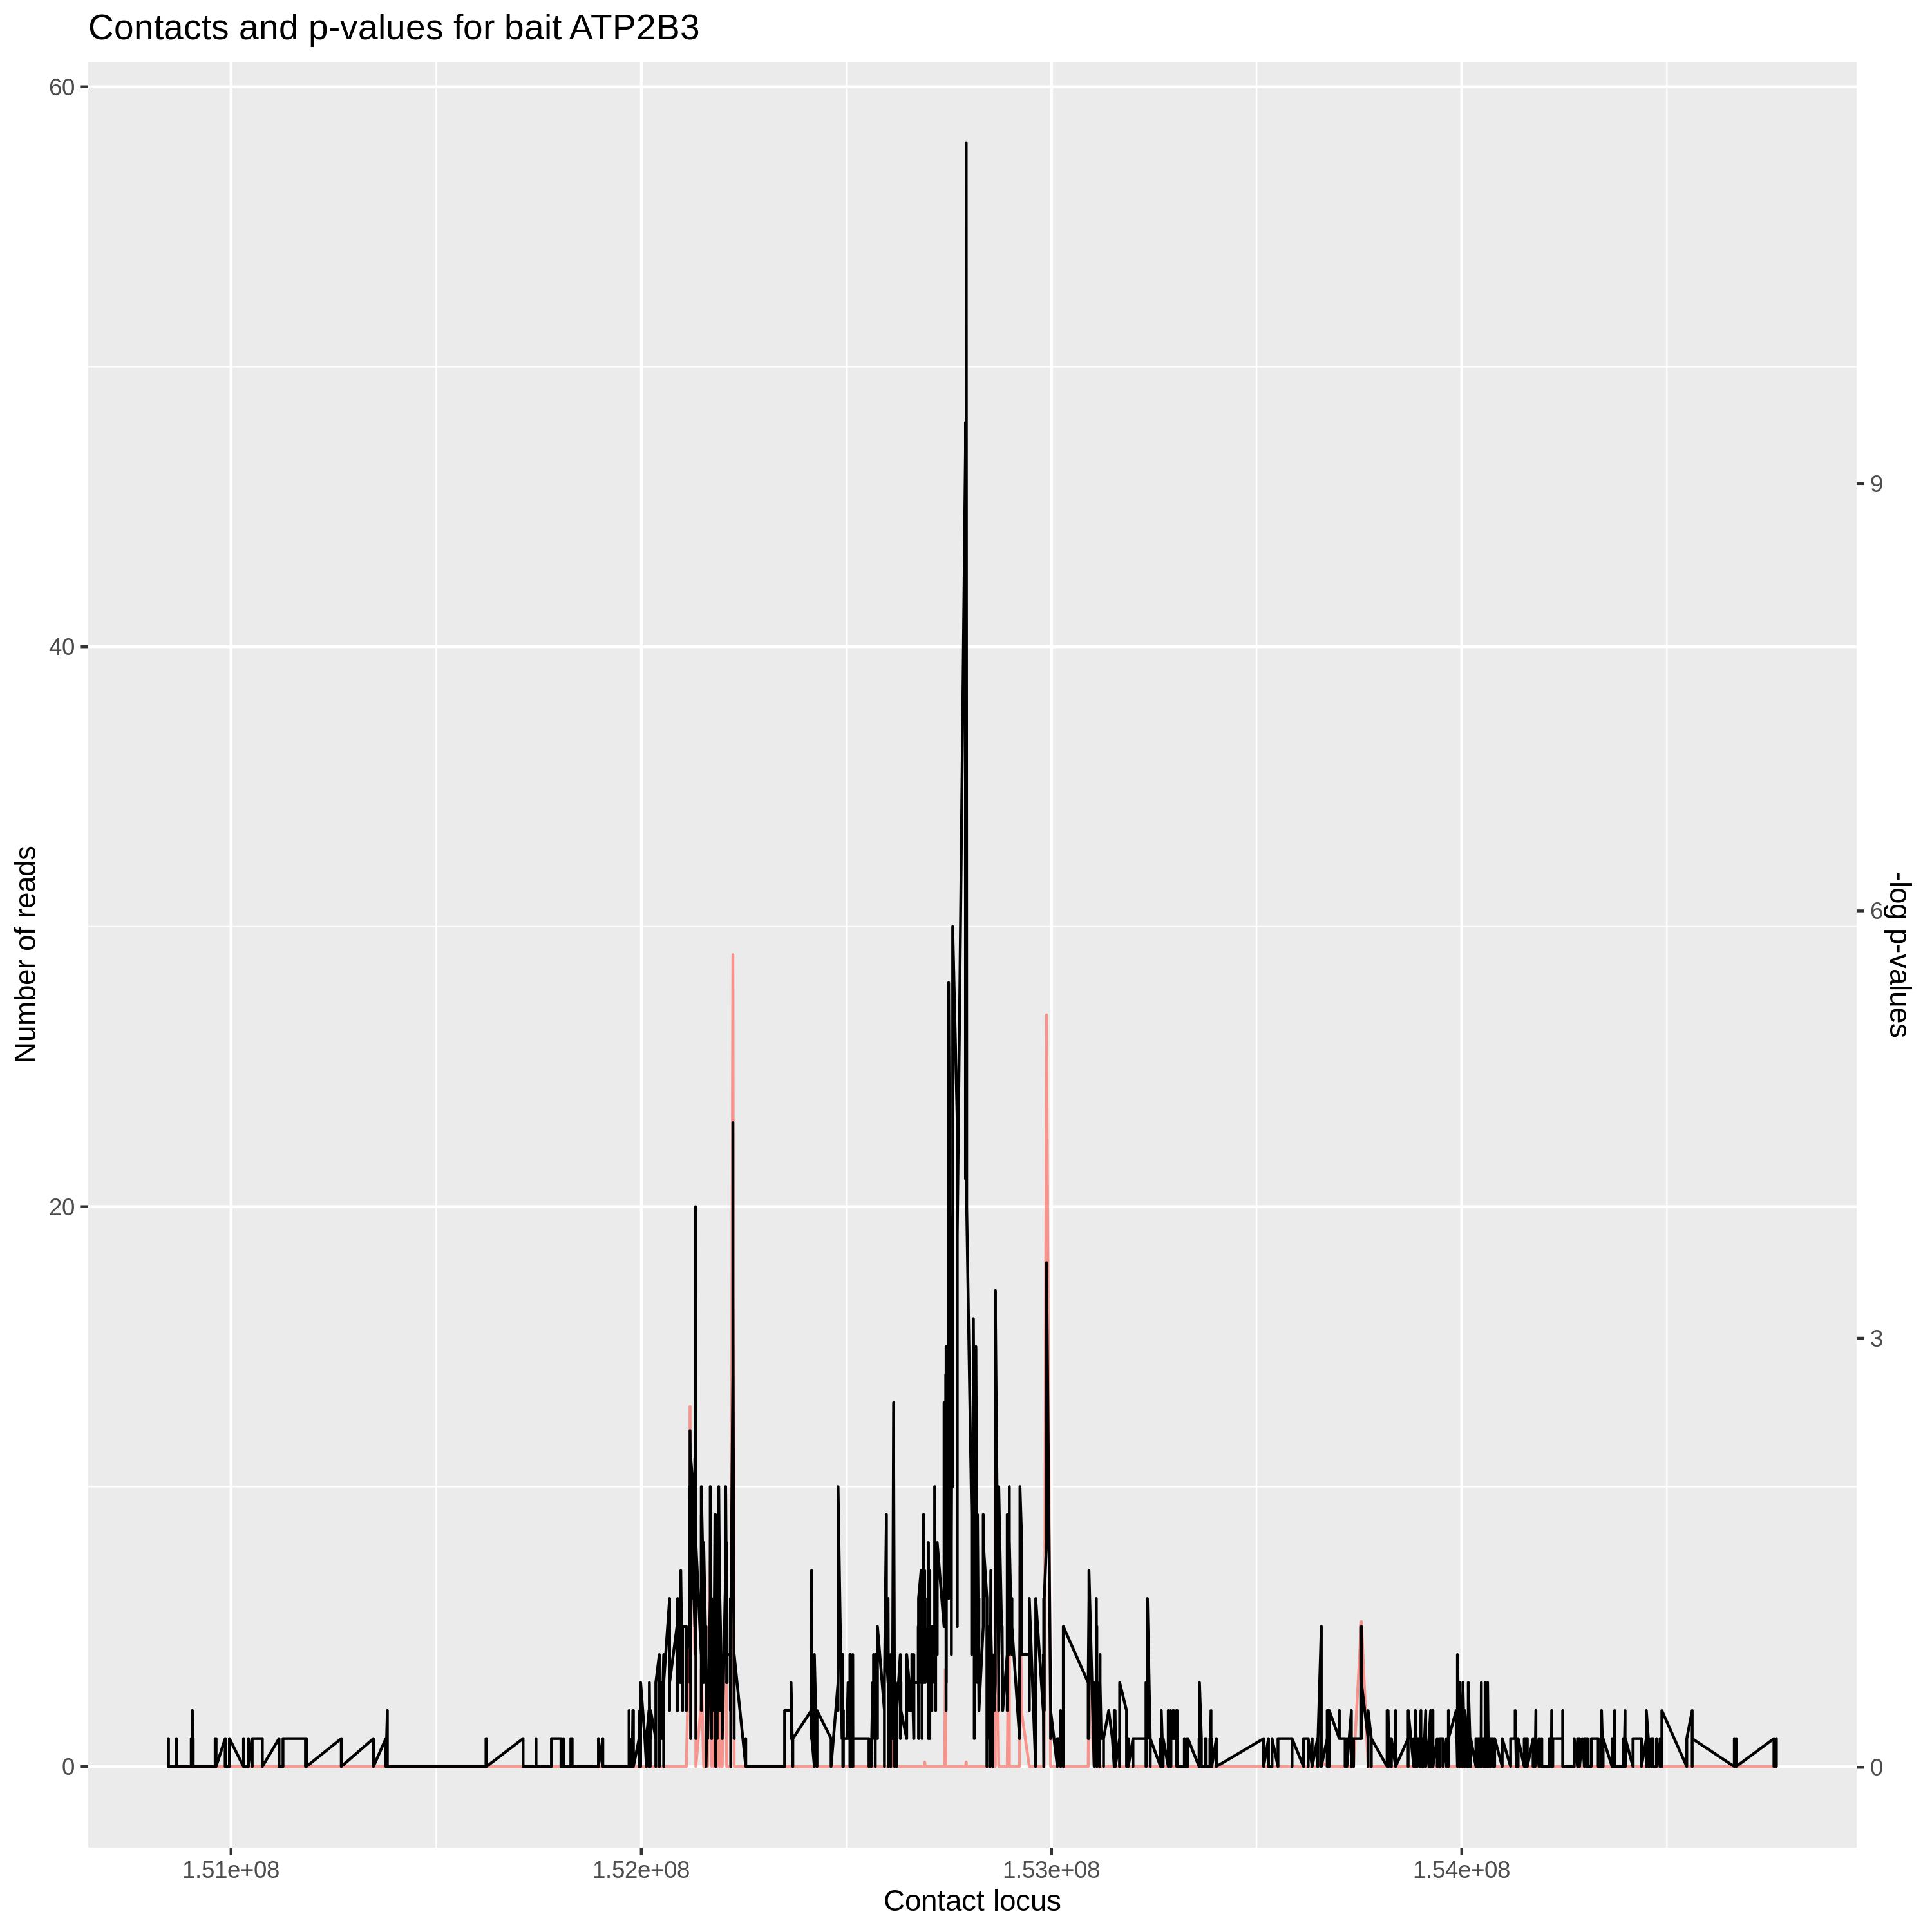 Contacts and p-values for bait ATP2B3
60
40
20
0
Number of reads
9
6
3
0
-log p-values
1.51e+08 1.52e+08 1.53e+08 1.54e+08
Contact locus